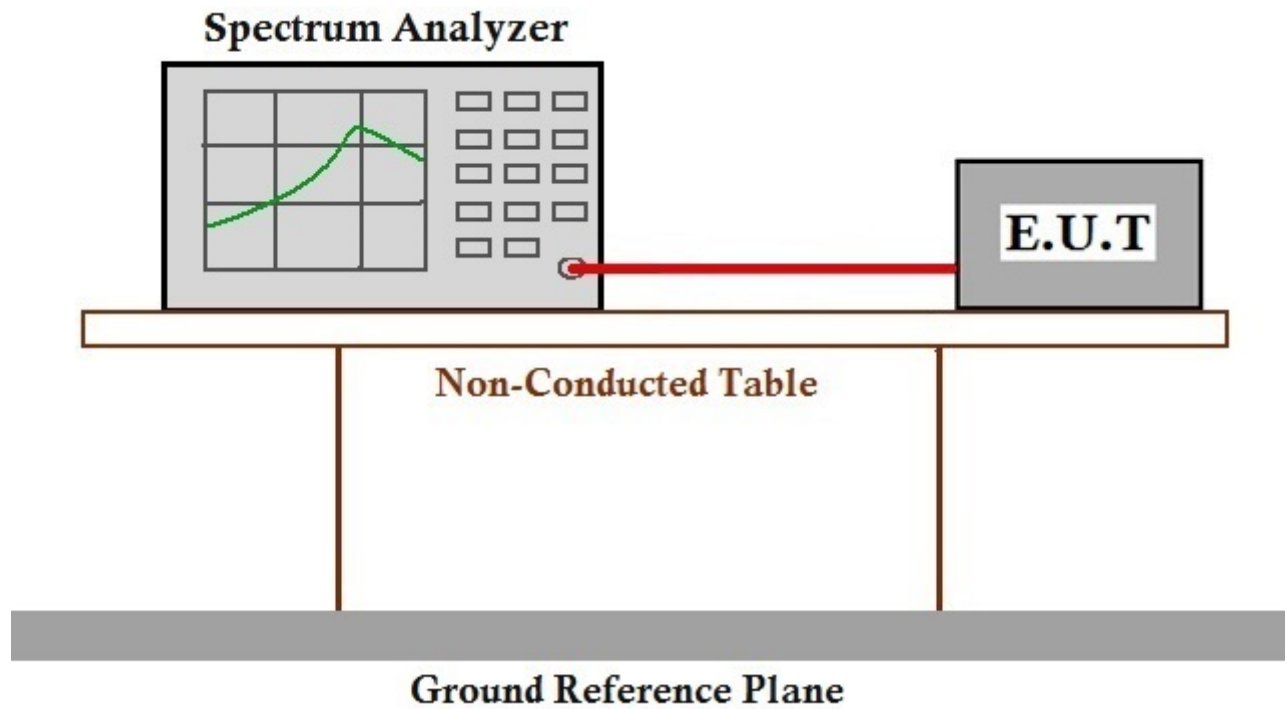 Spectrum Analyzer
E.U.T
Non-Conducted Table
Ground Reference Plane